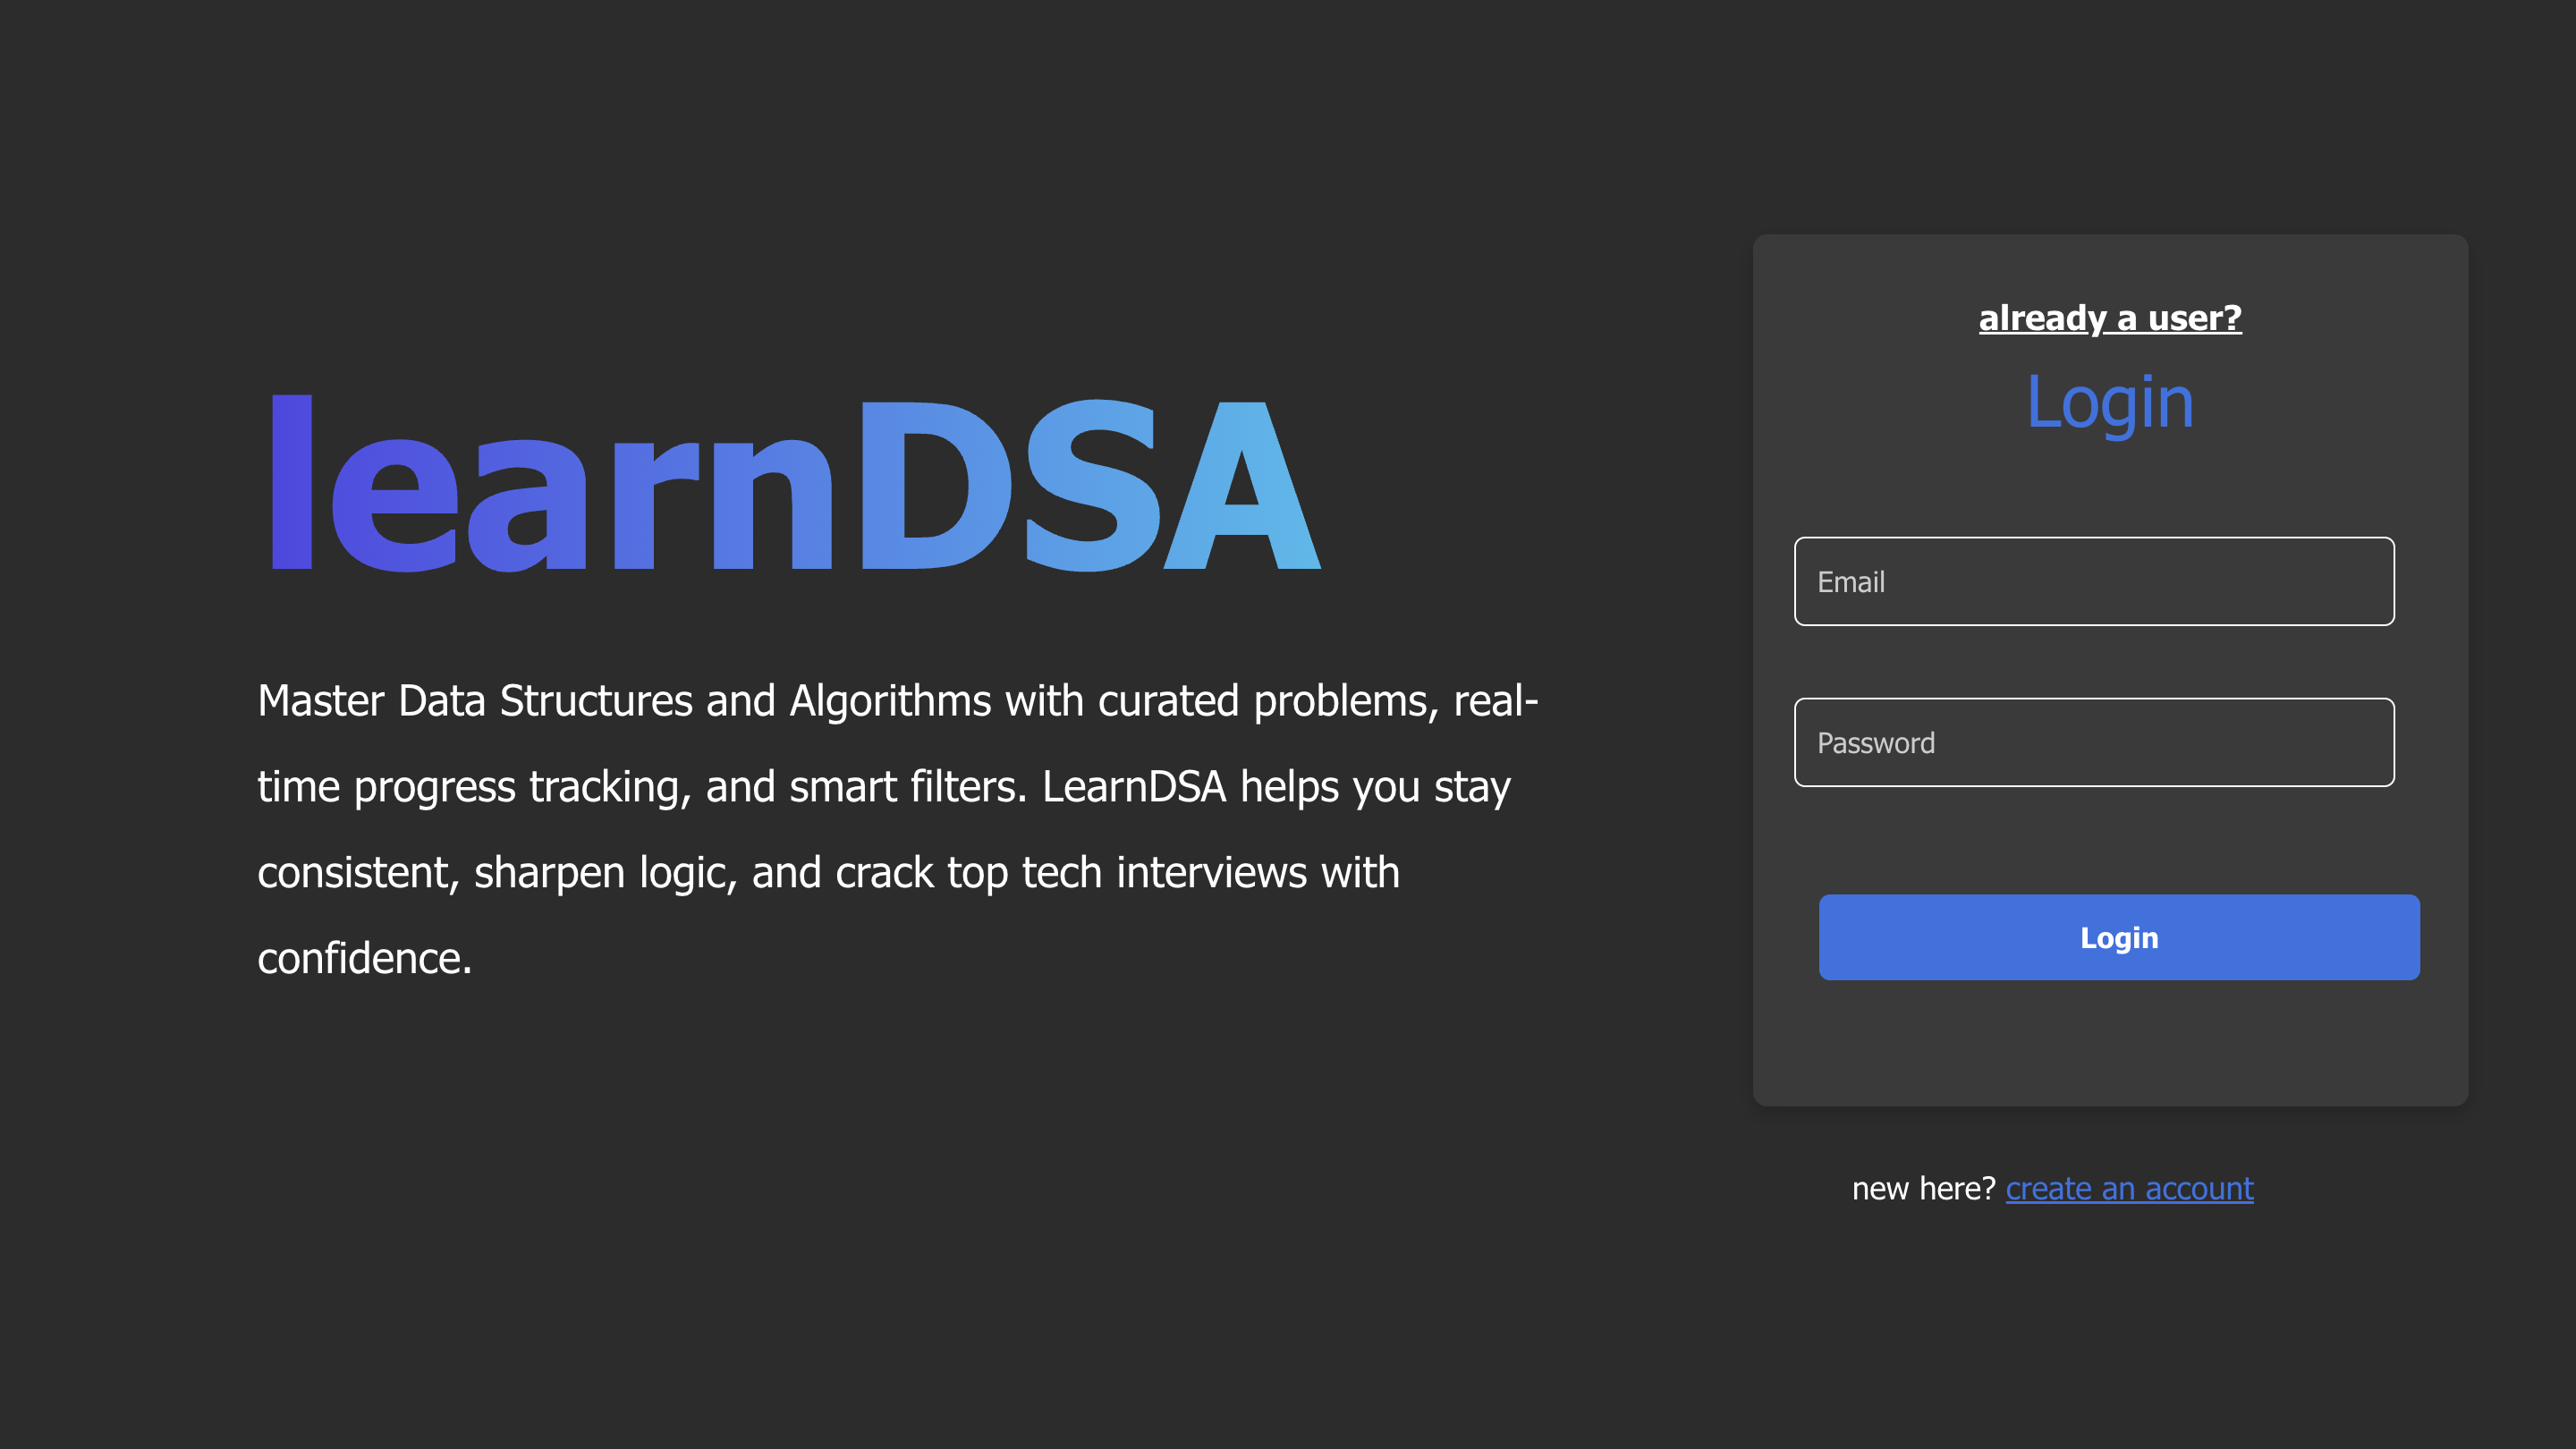 learnDSA
Master Data Structures and Algorithms with curated problems, real-
time progress tracking, and smart filters. LearnDSA helps you stay
consistent, sharpen logic, and crack top tech interviews with
confidence.
already a user?
Login
Email
Password
Login
new here? create an account